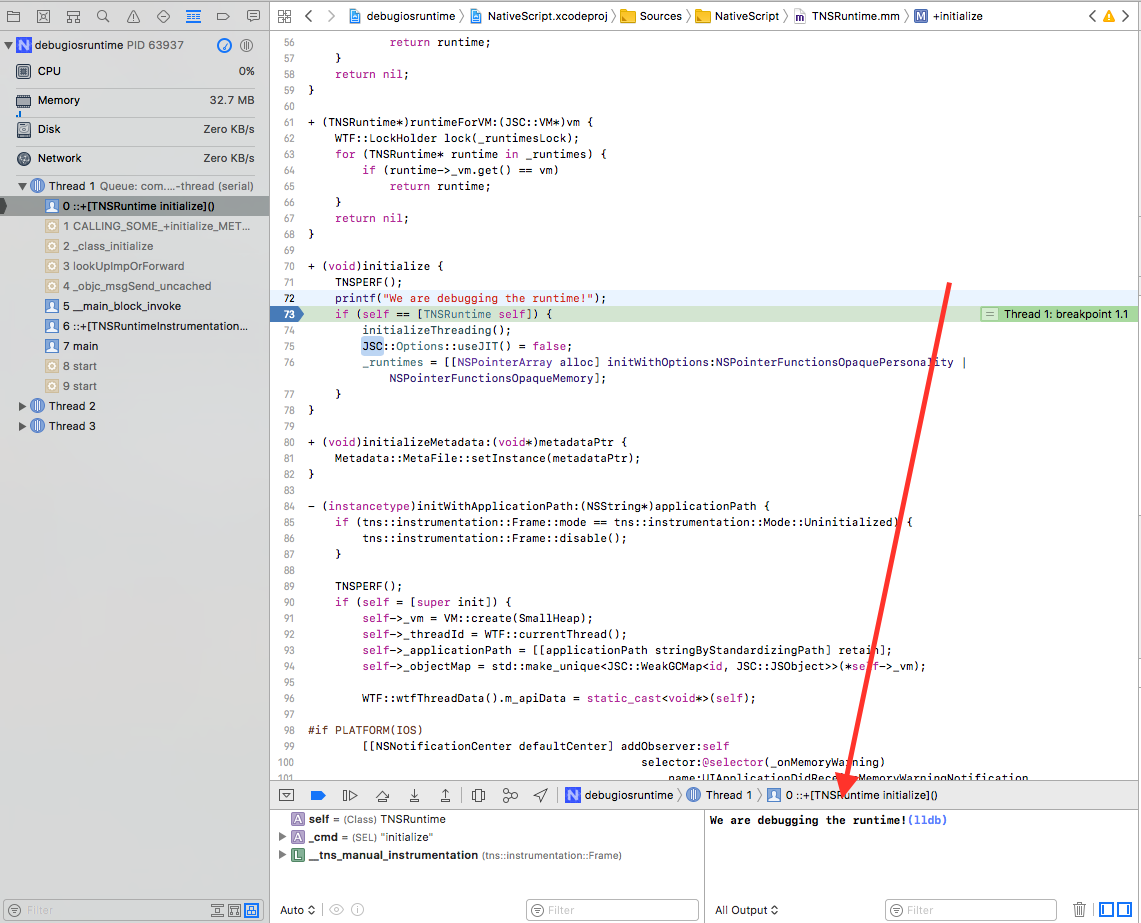 debugiosruntime NativeScript.xcodeproj Sources NativeScript TNSRuntime.mm +initialize
debugiosruntime PID 63937
CPU 0%
Memory 32.7 MB
Disk Zero KB/s
Network Zero KB/s
Thread 1 Queue: com....-thread (serial)
0 ::+[TNSRuntime initialize]()
1 CALLING_SOME_+initialize_MET...
2 _class_initialize
3 lookUpImpOrForward
4 _objc_msgSend_uncached
5 __main_block_invoke
6 ::+[TNSRuntimeInstrumentation...
7 main
8 start
9 start
Thread 2
Thread 3
Filter
56 return runtime;
57 }
58 return nil;
59 }
60
61 + (TNSRuntime*)runtimeForVM:(JSC::VM*)vm {
62 WTF::LockHolder lock(_runtimesLock);
63 for (TNSRuntime* runtime in _runtimes) {
64 if (runtime->_vm.get() == vm)
65 return runtime;
66 }
67 return nil;
68 }
69
70 + (void)initialize {
71 TNSPERF();
72 printf("We are debugging the runtime!");
73 if (self == [TNSRuntime self]) { Thread 1: breakpoint 1.1
74 initializeThreading();
75 JSC::Options::useJIT() = false;
76 _runtimes = [[NSPointerArray alloc] initWithOptions:NSPointerFunctionsOpaquePersonality |
NSPointerFunctionsOpaqueMemory];
77 }
78 }
79
80 + (void)initializeMetadata:(void*)metadataPtr {
81 Metadata::MetaFile::setInstance(metadataPtr);
82 }
83
84 - (instancetype)initWithApplicationPath:(NSString*)applicationPath {
85 if (tns::instrumentation::Frame::mode == tns::instrumentation::Mode::Uninitialized) {
86 tns::instrumentation::Frame::disable();
87 }
88
89 TNSPERF();
90 if (self = [super init]) {
91 self->_vm = VM::create(SmallHeap);
92 self->_threadId = WTF::currentThread();
93 self->_applicationPath = [[applicationPath stringByStandardizingPath] retain];
94 self->_objectMap = std::make_unique<JSC::WeakGCMap<id, JSC::JSObject>>(*self->_vm);
95
96 WTF::wtfThreadData().m_apiData = static_cast<void*>(self);
97
98 #if PLATFORM(IOS)
99 [[NSNotificationCenter defaultCenter] addObserver:self
100 selector:@selector(_onMemoryWarning)
101 name:UIApplicationDidReceiveMemoryWarningNotification
debugiosruntime Thread 1 0 ::+[TNSRuntime initialize]()
self = (Class) TNSRuntime
_cmd = (SEL) "initialize"
__tns_manual_instrumentation (tns::instrumentation::Frame)
Auto Filter
We are debugging the runtime!(lldb)
All Output Filter